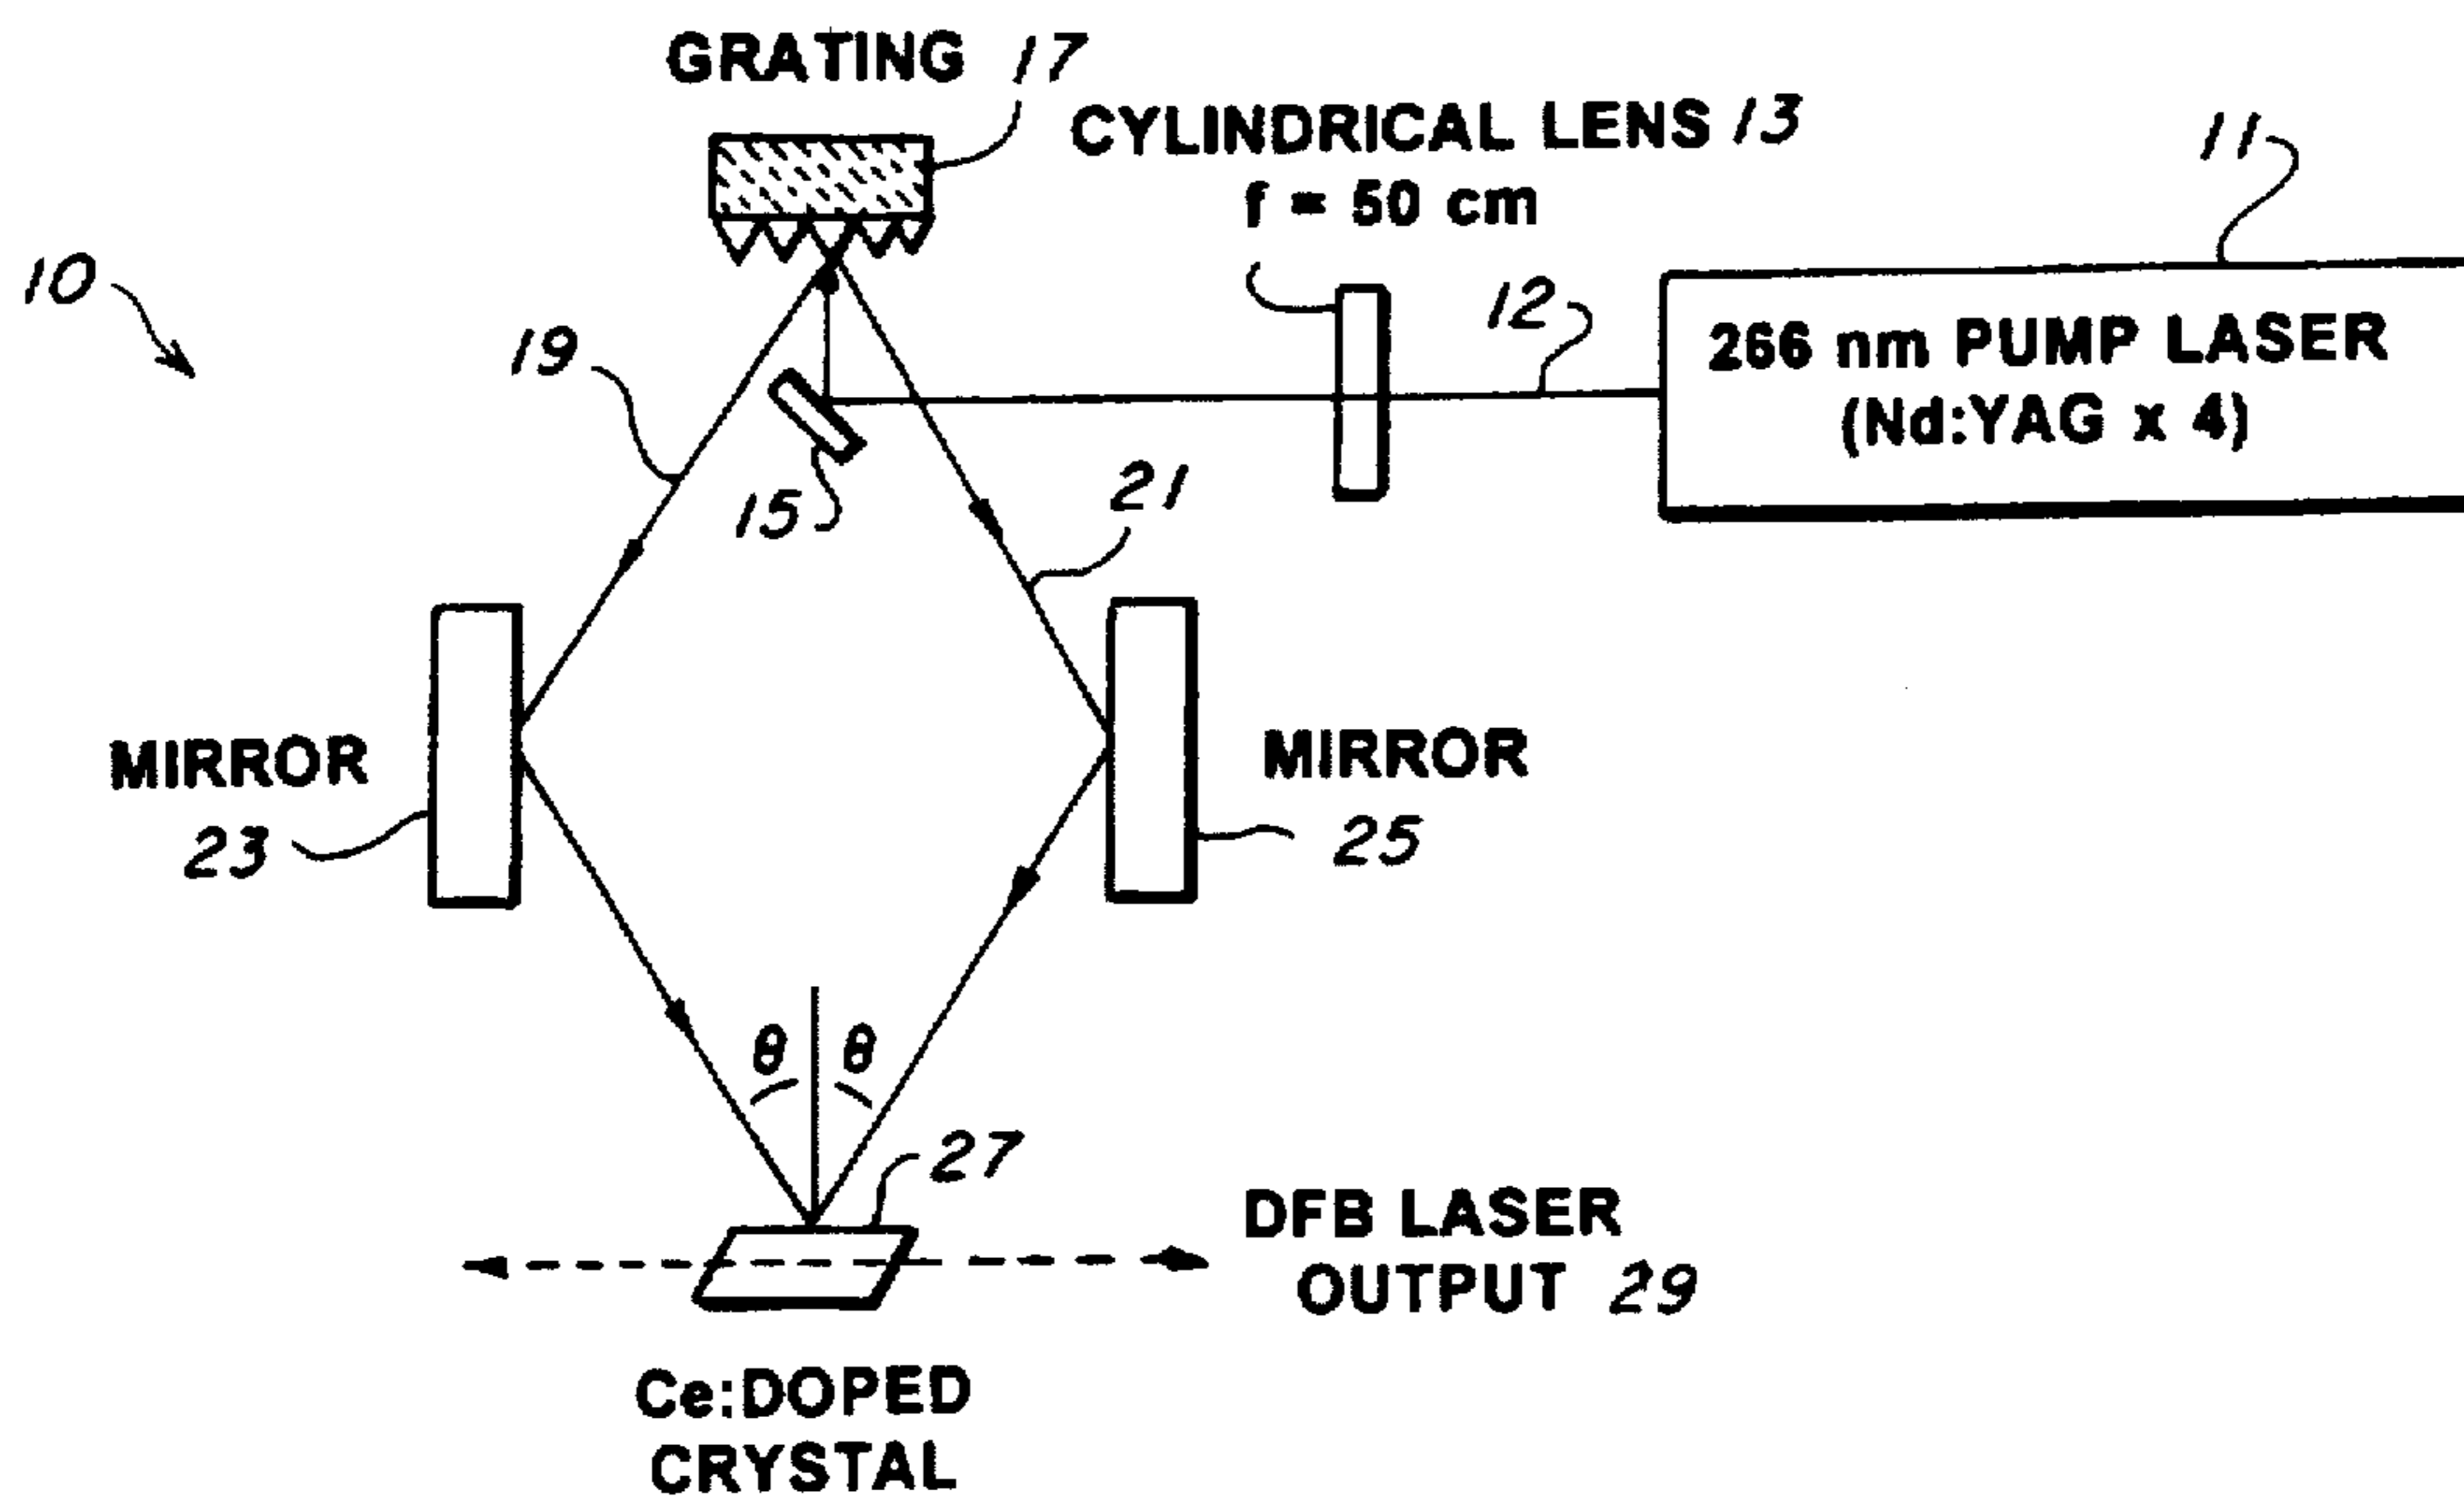 GRATING 17
CYLINDRICAL LENS 13
f = 50 cm
11
10
12
19
266 nm PUMP LASER
(Nd:YAG x 4)
21
15
MIRROR
23
MIRROR
25
θ θ
27
DFB LASER
OUTPUT 29
Ce:DOPED
CRYSTAL